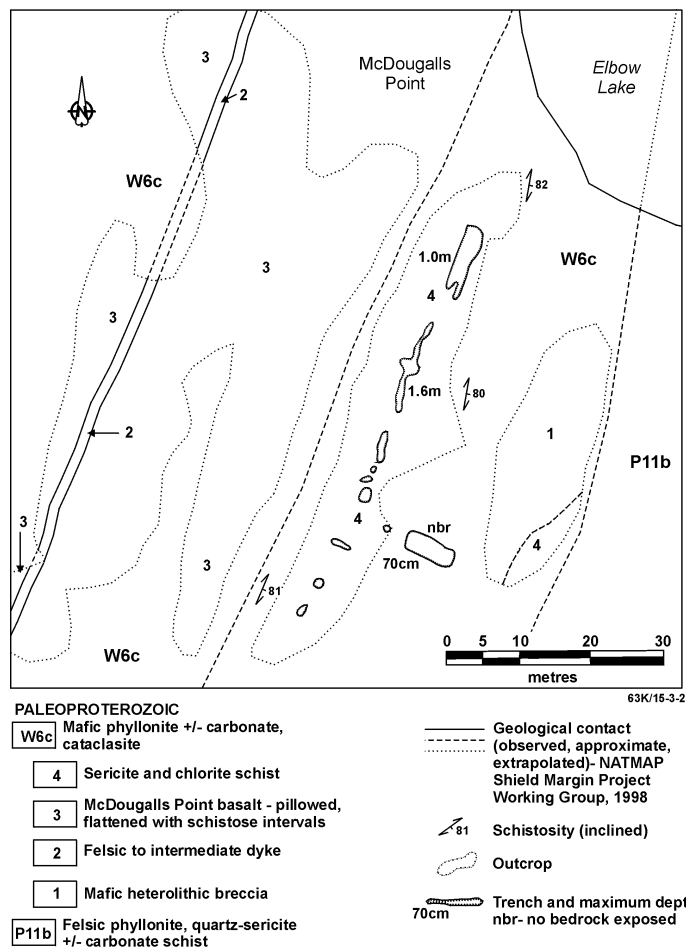 3
McDougalls
Point
Elbow
Lake
2
N
W6c
82
3
1.0m
W6c
4
3
1.6m
80
2
1
P11b
3
4
nbr
4
3
70cm
81
W6c
0 5 10 20 30
metres
63K/15-3-2
PALEOPROTEROZOIC
W6c Mafic phyllonite +/- carbonate,
cataclasite
4 Sericite and chlorite schist
3 McDougalls Point basalt - pillowed,
flattened with schistose intervals
2 Felsic to intermediate dyke
1 Mafic heterolithic breccia
P11b Felsic phyllonite, quartz-sericite
+/- carbonate schist
Geological contact
(observed, approximate,
extrapolated)- NATMAP
Shield Margin Project
Working Group, 1998
81 Schistosity (inclined)
Outcrop
70cm Trench and maximum dept
nbr- no bedrock exposed